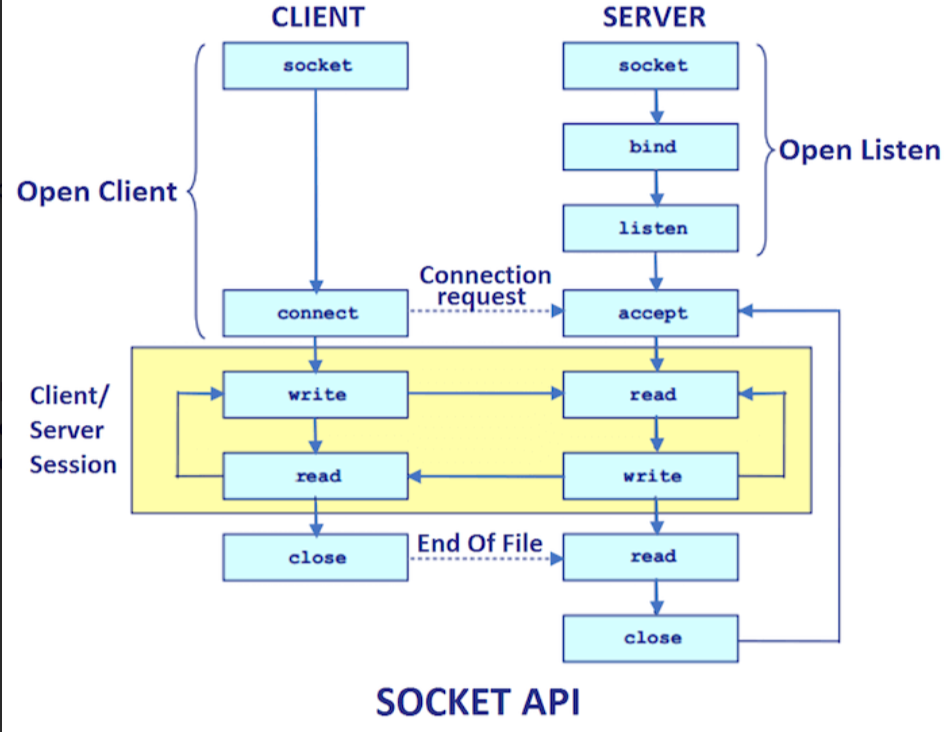 CLIENT
SERVER
socket
socket
bind
Open Listen
Open Client
listen
Connection
request
connect
accept
Client/
Server
Session
write
read
read
write
End Of File
close
read
close
SOCKET API